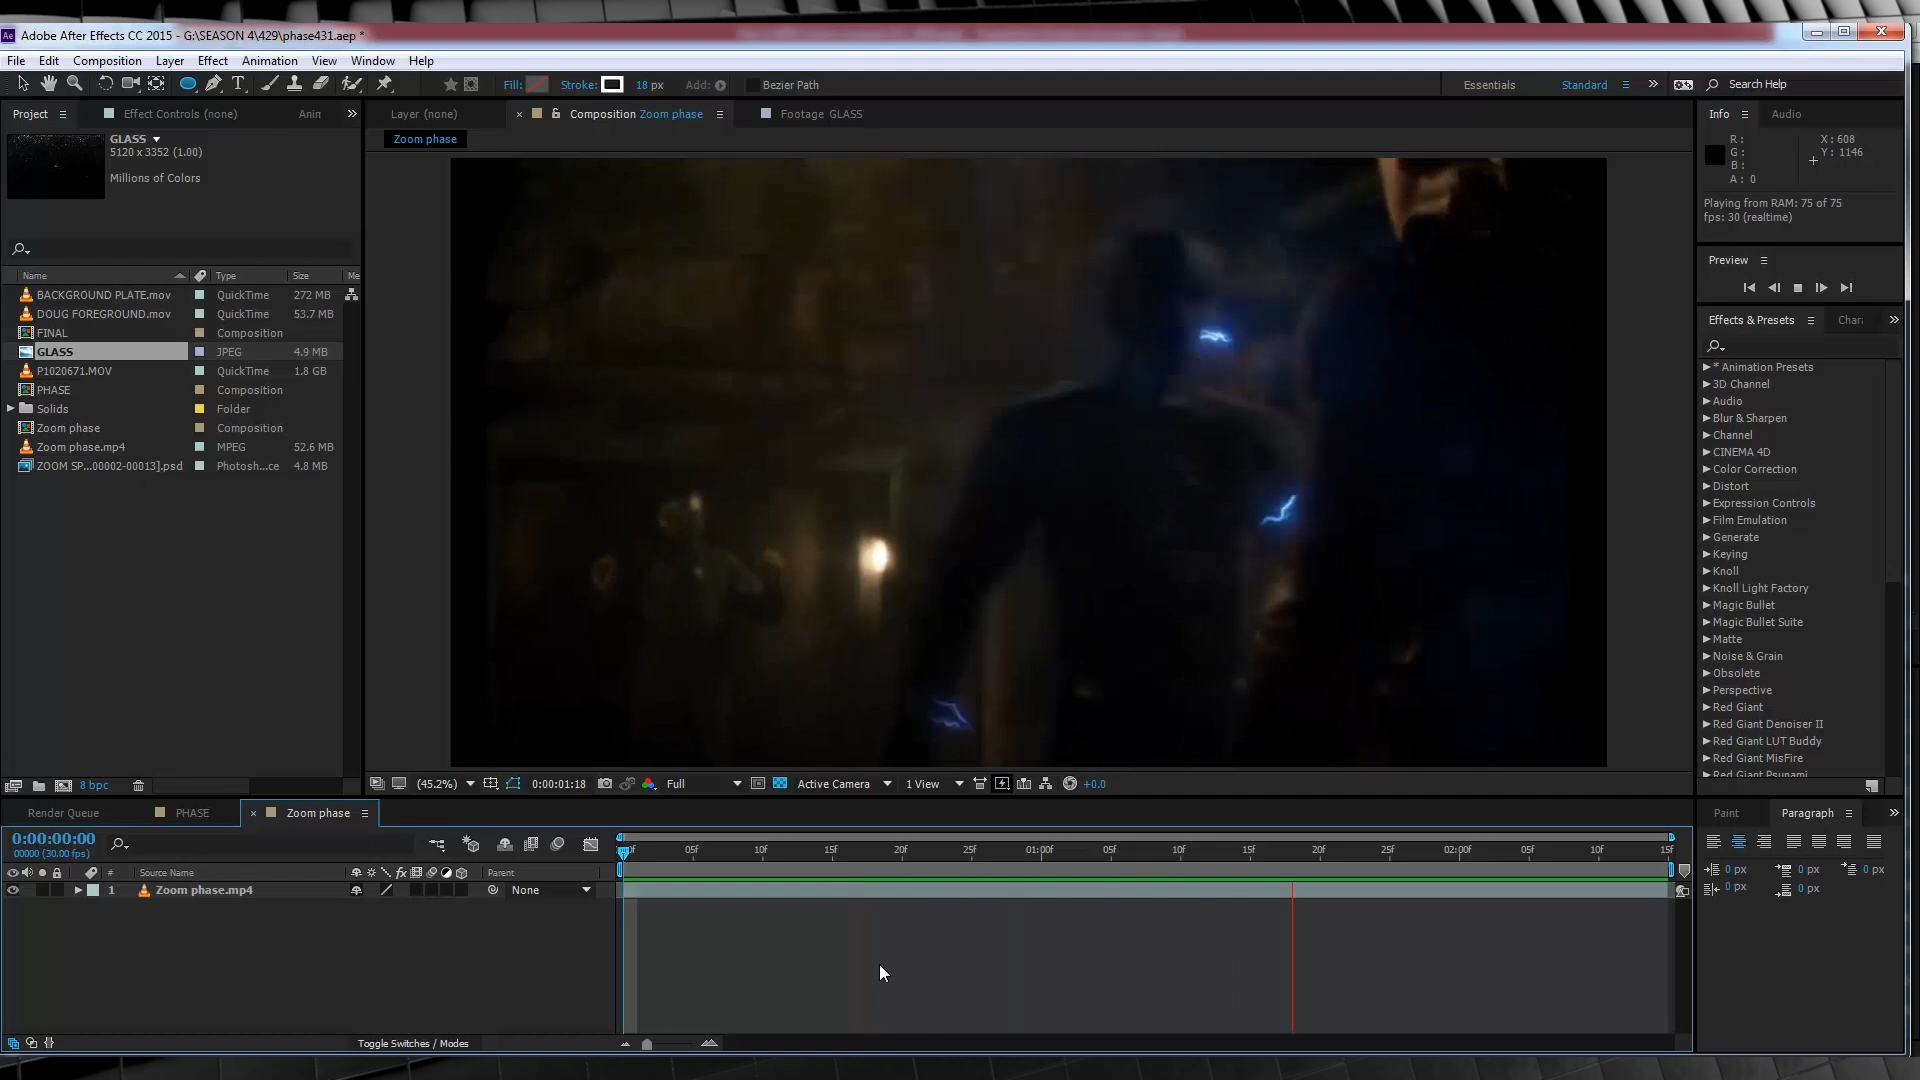 Adobe After Effects CC 2015 - G:\SEASON 4\429\phase431.aep *
File Edit Composition Layer Effect Animation View Window Help
Fill: Stroke: 18 px Add: Bezier Path Essentials Standard Search Help
Project Effect Controls (none) Anin Layer (none) Composition Zoom phase Footage GLASS Info Audio
Zoom phase
GLASS
5120 x 3352 (1.00)
Millions of Colors
R :
G :
B :
A : 0
X : 608
Y : 1146
Playing from RAM: 75 of 75
fps: 30 (realtime)
Preview
Effects & Presets Chara
Name Type Size Me
BACKGROUND PLATE.mov QuickTime 272 MB
DOUG FOREGROUND.mov QuickTime 53.7 MB
FINAL Composition
GLASS JPEG 4.9 MB
P1020671.MOV QuickTime 1.8 GB
PHASE Composition
Solids Folder
Zoom phase Composition
Zoom phase.mp4 MPEG 52.6 MB
ZOOM SP...00002-00013].psd Photosh...ce 4.8 MB
* Animation Presets
3D Channel
Audio
Blur & Sharpen
Channel
CINEMA 4D
Color Correction
Distort
Expression Controls
Film Emulation
Generate
Keying
Knoll
Knoll Light Factory
Magic Bullet
Magic Bullet Suite
Matte
Noise & Grain
Obsolete
Perspective
Red Giant
Red Giant Denoiser II
Red Giant LUT Buddy
Red Giant MisFire
Red Giant Psunami
8 bpc (45.2%) 0:00:01:18 Full Active Camera 1 View +0.0
Render Queue PHASE Zoom phase Paint Paragraph
0:00:00:00
00000 (30.00 fps)
05f 10f 15f 20f 25f 01:00f 05f 10f 15f 20f 25f 02:00f 05f 10f 15f
# Source Name Parent
1 Zoom phase.mp4 None
0 px 0 px 0 px
0 px 0 px
Toggle Switches / Modes